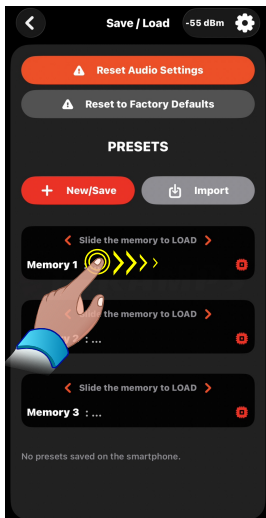 Save / Load -55 dBm
Reset Audio Settings
Reset to Factory Defaults
PRESETS
+ New/Save
Import
Slide the memory to LOAD
Memory 1
Slide the memory to LOAD
2 : ...
Slide the memory to LOAD
Memory 3 : ...
No presets saved on the smartphone.